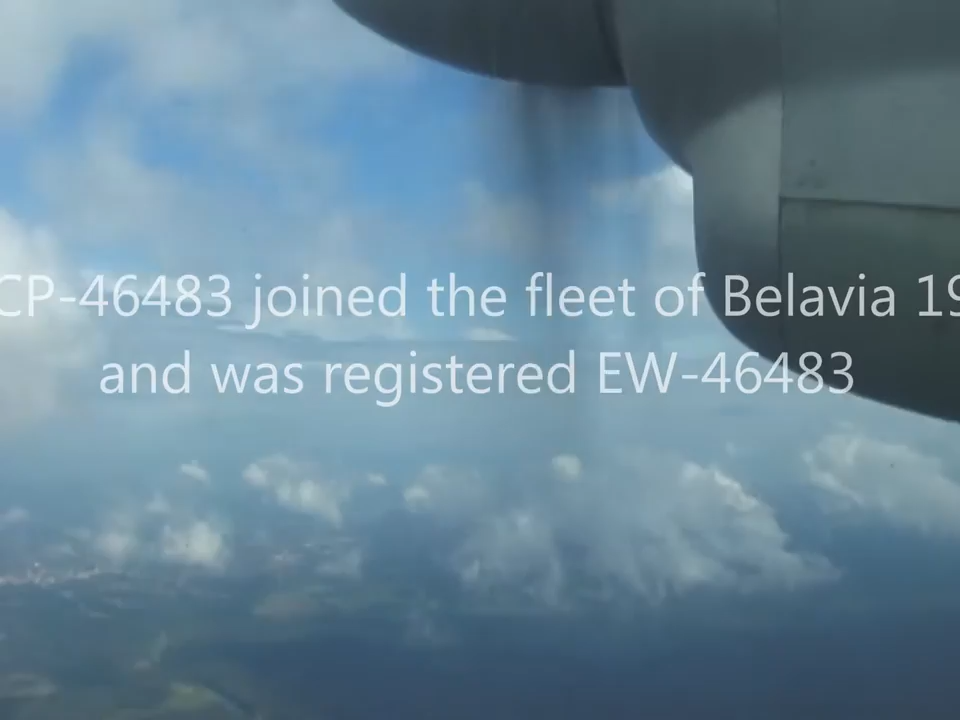 CP-46483 joined the fleet of Belavia 19
and was registered EW-46483